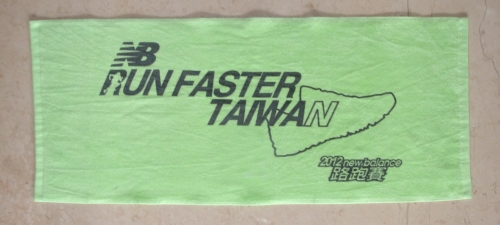 NB
RUN FASTER
TAIWAN
2012 new balance
路跑賽